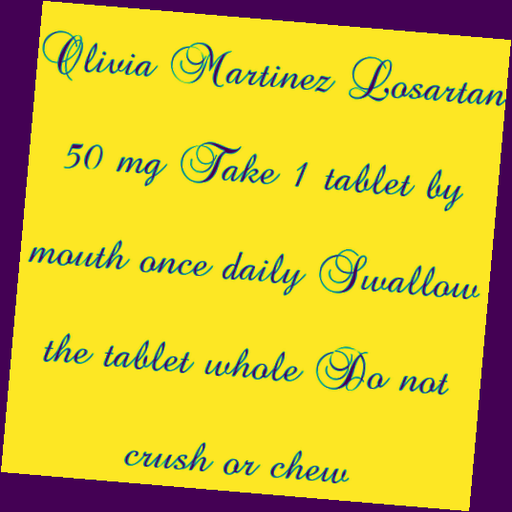 Olivia Martinez Losartan
50 mg Take 1 tablet by
mouth once daily Swallow
the tablet whole Do not
crush or chew